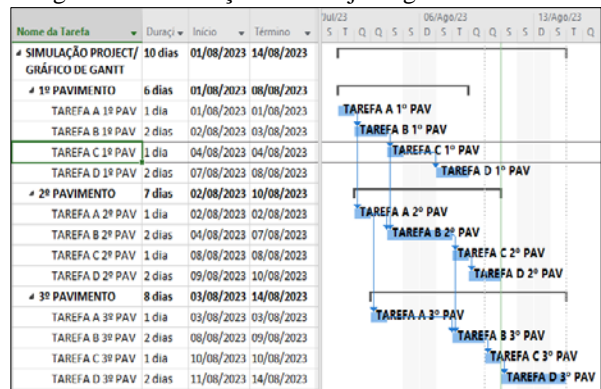 Jul/23 06/Ago/23 13/Ago/23
Nome da Tarefa Duraçi Início Término S T Q Q S S D S T Q Q S S D S T Q
SIMULAÇÃO PROJECT/ 10 dias 01/08/2023 14/08/2023
GRÁFICO DE GANTT
1º PAVIMENTO 6 dias 01/08/2023 08/08/2023
TAREFA A 1º PAV 1 dia 01/08/2023 01/08/2023 TAREFA A 1º PAV
TAREFA B 1º PAV 2 dias 02/08/2023 03/08/2023 TAREFA B 1º PAV
TAREFA C 1º PAV 1 dia 04/08/2023 04/08/2023 TAREFA C 1º PAV
TAREFA D 1º PAV 2 dias 07/08/2023 08/08/2023 TAREFA D 1º PAV
2º PAVIMENTO 7 dias 02/08/2023 10/08/2023
TAREFA A 2º PAV 1 dia 02/08/2023 02/08/2023 TAREFA A 2º PAV
TAREFA B 2º PAV 2 dias 04/08/2023 07/08/2023 TAREFA B 2º PAV
TAREFA C 2º PAV 1 dia 08/08/2023 08/08/2023 TAREFA C 2º PAV
TAREFA D 2º PAV 2 dias 09/08/2023 10/08/2023 TAREFA D 2º PAV
3º PAVIMENTO 8 dias 03/08/2023 14/08/2023
TAREFA A 3º PAV 1 dia 03/08/2023 03/08/2023 TAREFA A 3º PAV
TAREFA B 3º PAV 2 dias 08/08/2023 09/08/2023 TAREFA B 3º PAV
TAREFA C 3º PAV 1 dia 10/08/2023 10/08/2023 TAREFA C 3º PAV
TAREFA D 3º PAV 2 dias 11/08/2023 14/08/2023 TAREFA D 3º PAV